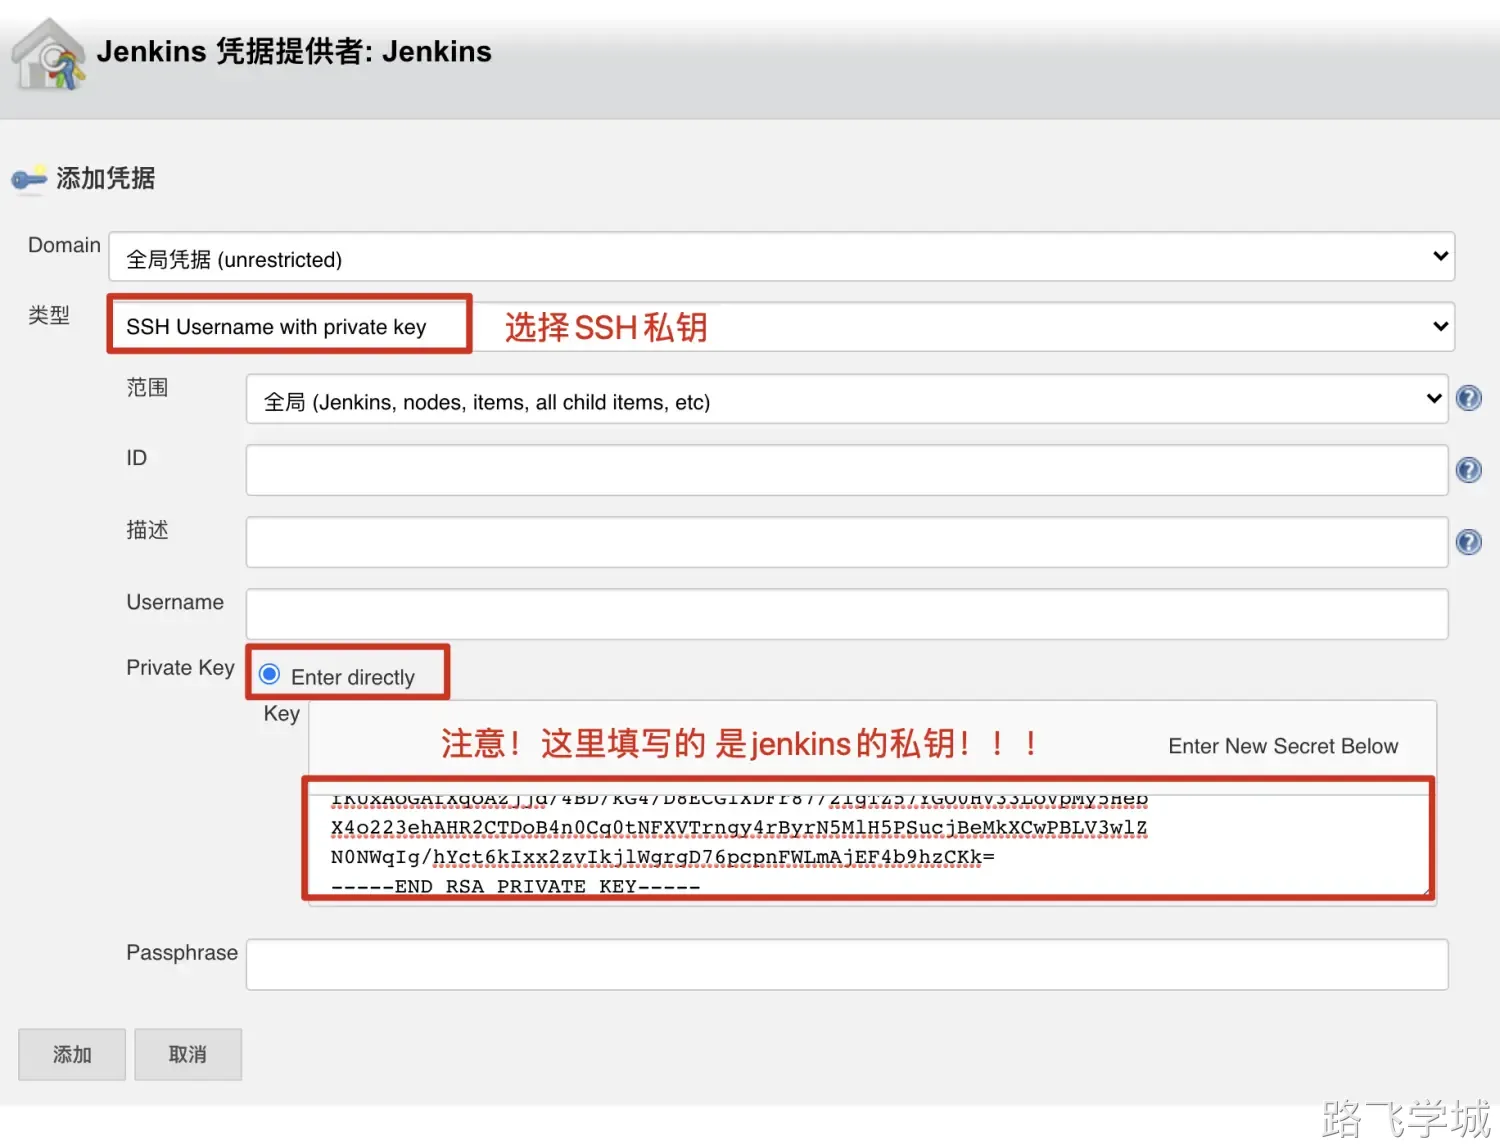 Jenkins 凭据提供者: Jenkins
添加凭据
Domain
全局凭据 (unrestricted)
类型
SSH Username with private key
选择SSH私钥
范围
全局 (Jenkins, nodes, items, all child items, etc)
ID
描述
Username
Private Key
Enter directly
Key
注意！这里填写的 是jenkins的私钥！！！
Enter New Secret Below
X4o223ehAHR2CTDoB4n0Cq0tNFXVTrngy4rByrN5MlH5PSucjBeMkXCwPBLV3wlZ
N0NWqIg/hYct6kIxx2zvIkjlWgrgD76pcpnFWLmAjEF4b9hzCKk=
-----END RSA PRIVATE KEY-----
Passphrase
添加
取消
路飞学城